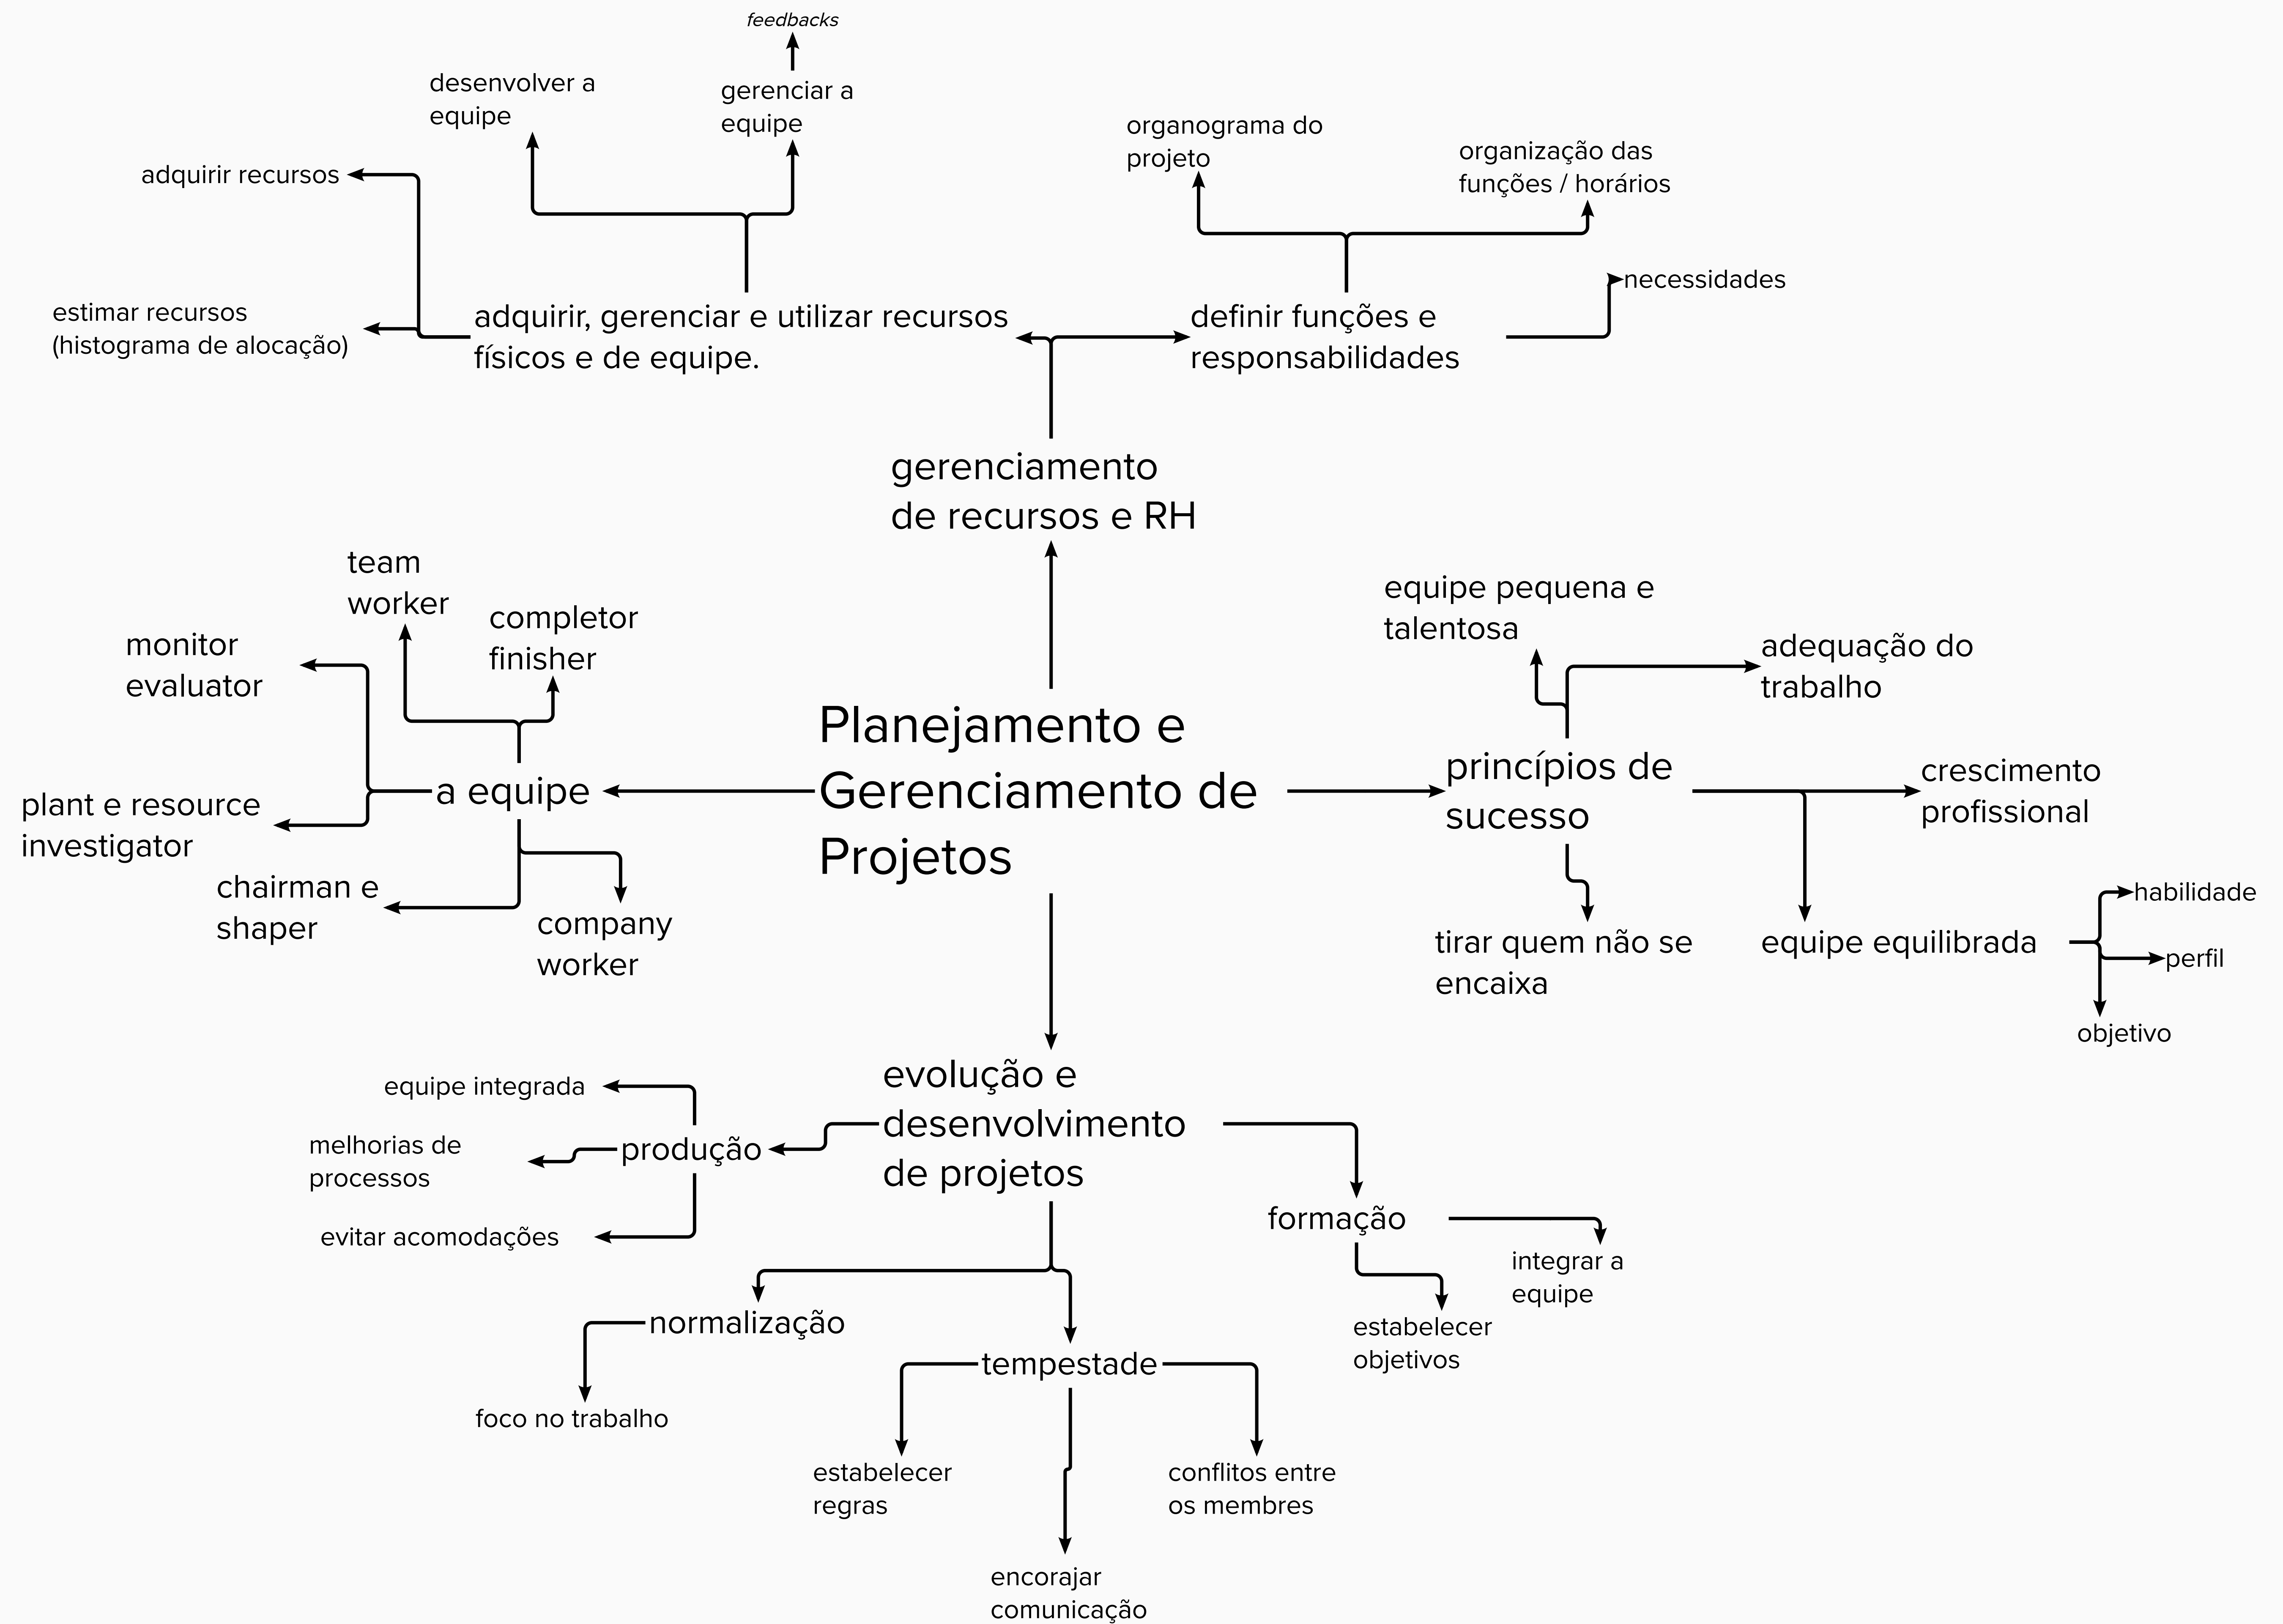 feedbacks
desenvolver a
equipe
gerenciar a
equipe
organograma do
projeto
organização das
funções / horários
adquirir recursos
necessidades
estimar recursos
(histograma de alocação)
adquirir, gerenciar e utilizar recursos
físicos e de equipe.
definir funções e
responsabilidades
gerenciamento
de recursos e RH
team
worker
completor
finisher
monitor
evaluator
equipe pequena e
talentosa
adequação do
trabalho
Planejamento e
Gerenciamento de
Projetos
a equipe
plant e resource
investigator
chairman e
shaper
company
worker
princípios de
sucesso
crescimento
profissional
tirar quem não se
encaixa
equipe equilibrada
habilidade
perfil
objetivo
evolução e
desenvolvimento
de projetos
equipe integrada
melhorias de
processos
produção
evitar acomodações
formação
integrar a
equipe
estabelecer
objetivos
normalização
tempestade
foco no trabalho
estabelecer
regras
conflitos entre
os membres
encorajar
comunicação